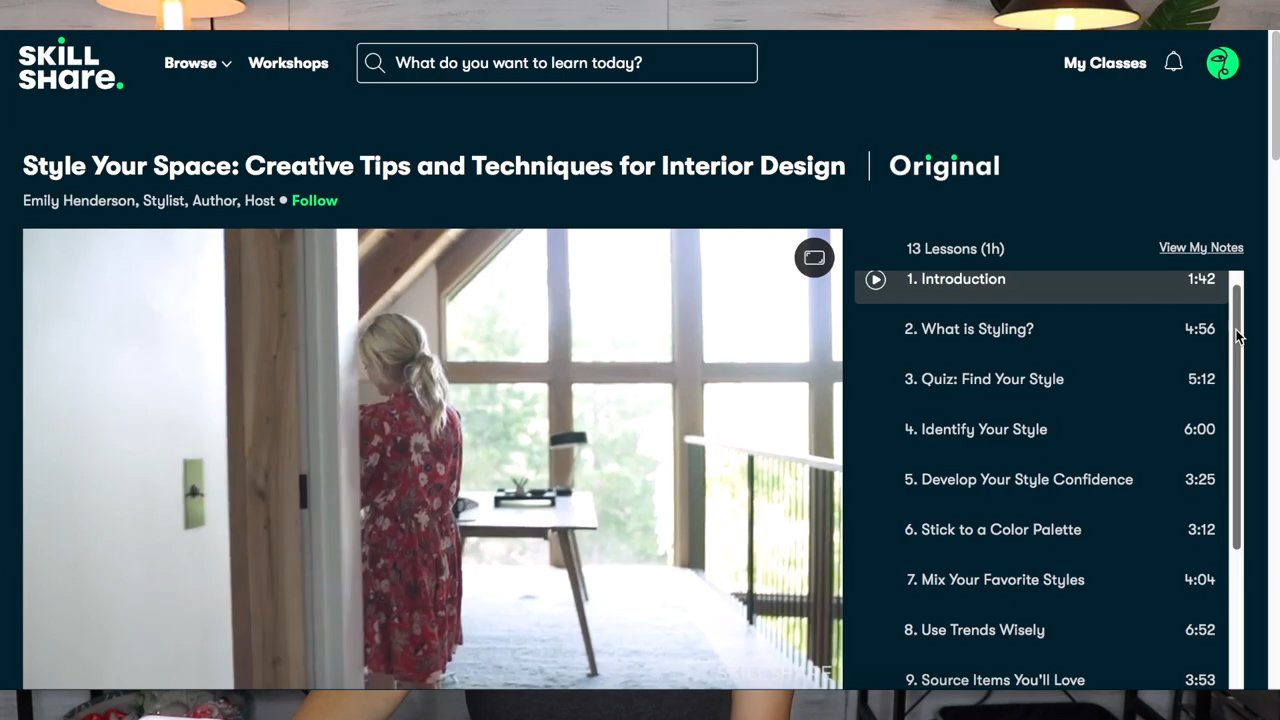 SKILL
SHARE.
Browse
Workshops
What do you want to learn today?
My Classes
Style Your Space: Creative Tips and Techniques for Interior Design
Original
Emily Henderson, Stylist, Author, Host • Follow
13 Lessons (1h)
View My Notes
1. Introduction 1:42
2. What is Styling? 4:56
3. Quiz: Find Your Style 5:12
4. Identify Your Style 6:00
5. Develop Your Style Confidence 3:25
6. Stick to a Color Palette 3:12
7. Mix Your Favorite Styles 4:04
8. Use Trends Wisely 6:52
9. Source Items You'll Love 3:53
SKILLSHARE